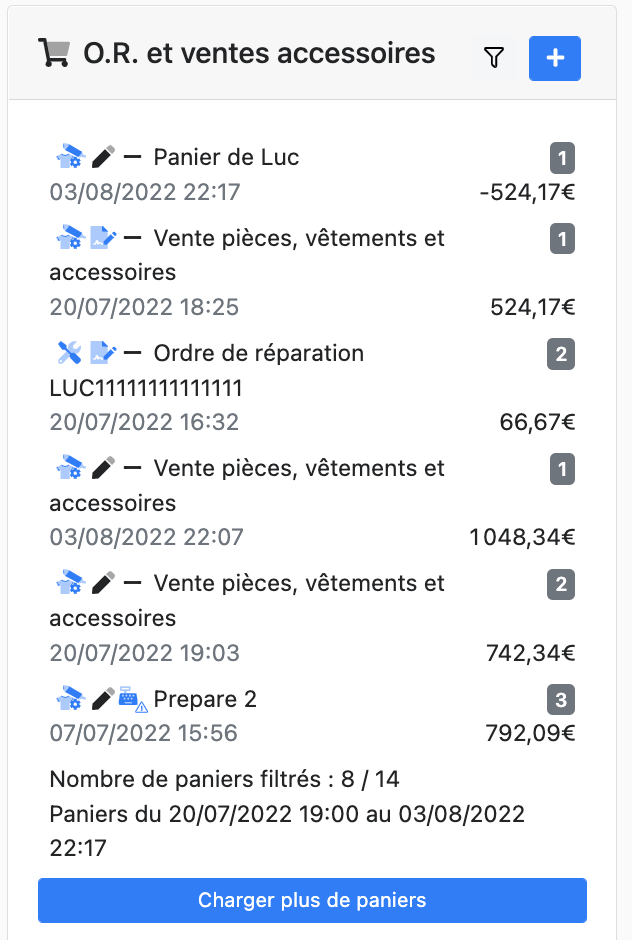 O.R. et ventes accessoires
— Panier de Luc 1
03/08/2022 22:17 -524,17€
— Vente pièces, vêtements et 1
accessoires
20/07/2022 18:25 524,17€
— Ordre de réparation 2
LUC11111111111111
20/07/2022 16:32 66,67€
— Vente pièces, vêtements et 1
accessoires
03/08/2022 22:07 1 048,34€
— Vente pièces, vêtements et 2
accessoires
20/07/2022 19:03 742,34€
Prepare 2 3
07/07/2022 15:56 792,09€
Nombre de paniers filtrés : 8 / 14
Paniers du 20/07/2022 19:00 au 03/08/2022
22:17
Charger plus de paniers